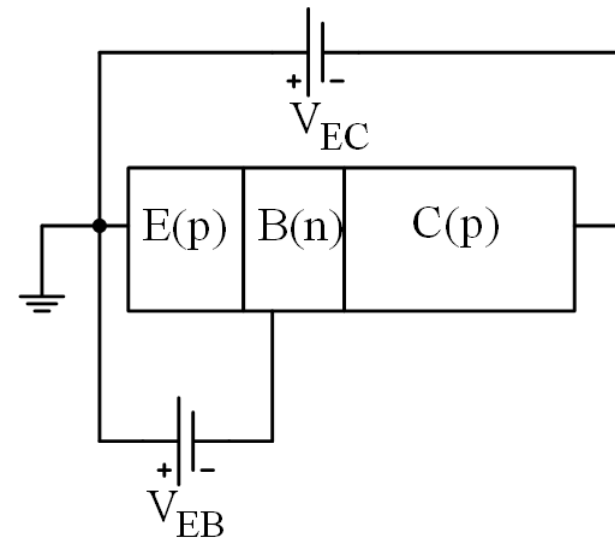 + -
V_EC
E(p) B(n) C(p)
+ -
V_EB